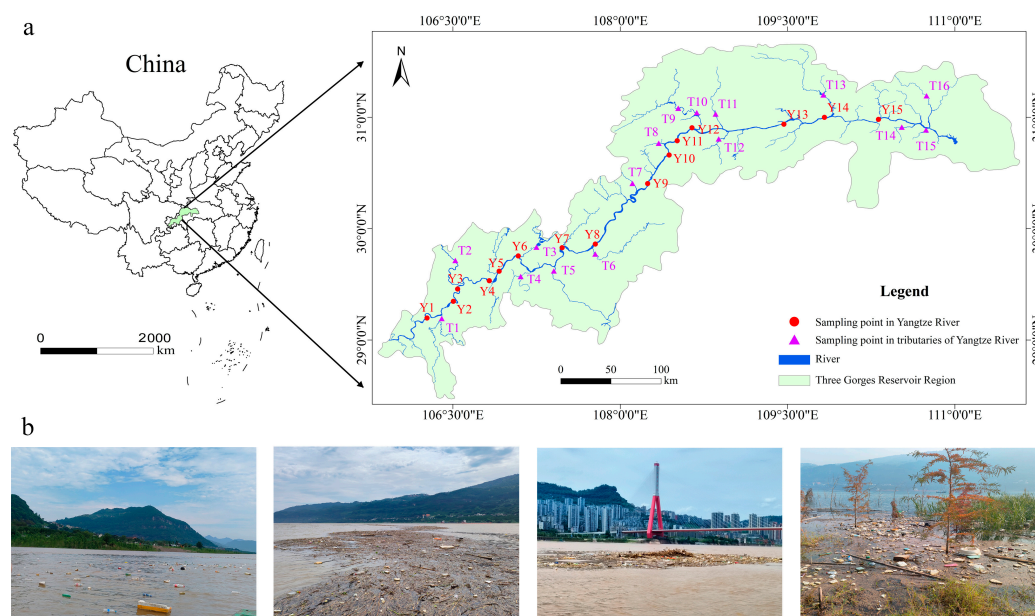 a
China
0 2000
km
106°30'0"E 108°0'0"E 109°30'0"E 111°0'0"E
N
T13 T16
T10 T11 Y14 Y15
T9 Y13
T8 Y12 T14
Y11 T12 T15
Y10
T7
Y9
Y8
Y7
Y6 T3
T2 Y5 T5 T6
Y3 T4
Y4
Y1 Y2
T1
31°0'0"N
30°0'0"N
29°0'0"N
Legend
Sampling point in Yangtze River
Sampling point in tributaries of Yangtze River
River
Three Gorges Reservoir Region
0 50 100
km
106°30'0"E 108°0'0"E 109°30'0"E 111°0'0"E
b